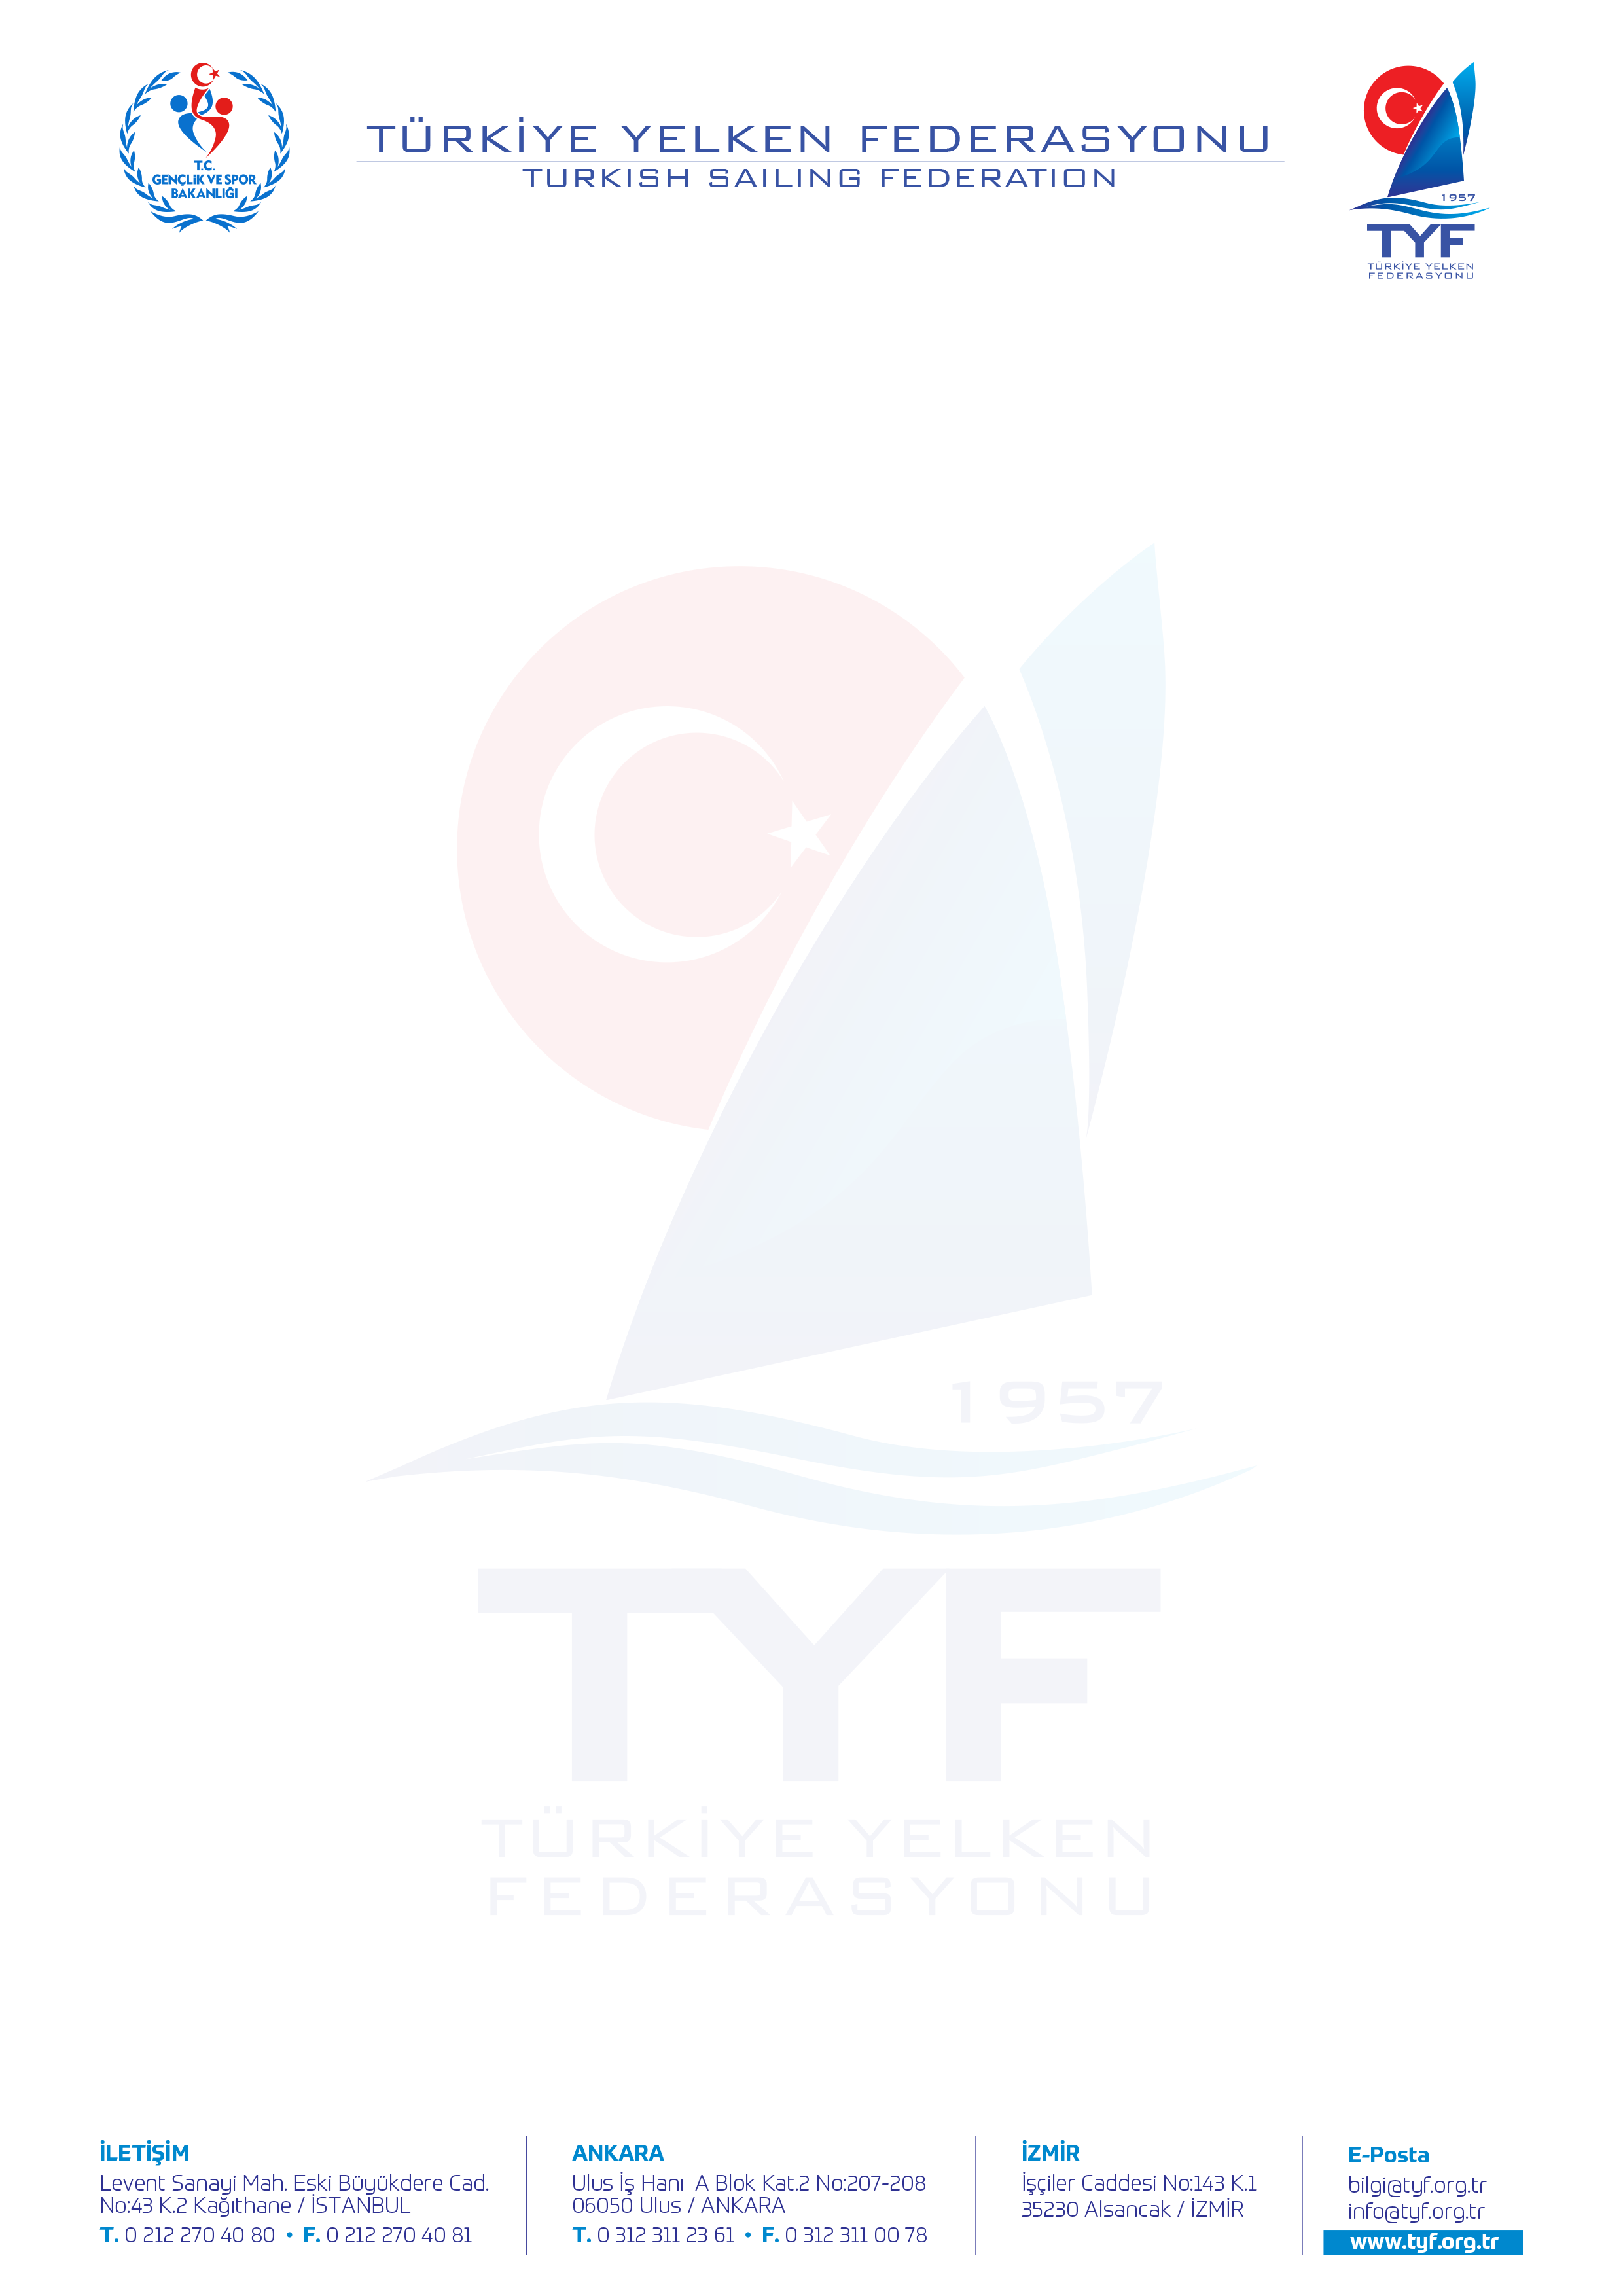 T.C.
GENÇLİK VE SPOR
BAKANLIĞI
TÜRKİYE YELKEN FEDERASYONU
TURKISH SAILING FEDERATION
1957
TYF
TÜRKİYE YELKEN
FEDERASYONU
1957
TYF
TÜRKİYE YELKEN
FEDERASYONU
İLETİŞİM
Levent Sanayi Mah. Eski Büyükdere Cad.
No:43 K.2 Kağıthane / İSTANBUL
T. 0 212 270 40 80 • F. 0 212 270 40 81
ANKARA
Ulus İş Hanı A Blok Kat.2 No:207-208
06050 Ulus / ANKARA
T. 0 312 311 23 61 • F. 0 312 311 00 78
İZMİR
İşçiler Caddesi No:143 K.1
35230 Alsancak / İZMİR
E-Posta
bilgi@tyf.org.tr
info@tyf.org.tr
www.tyf.org.tr